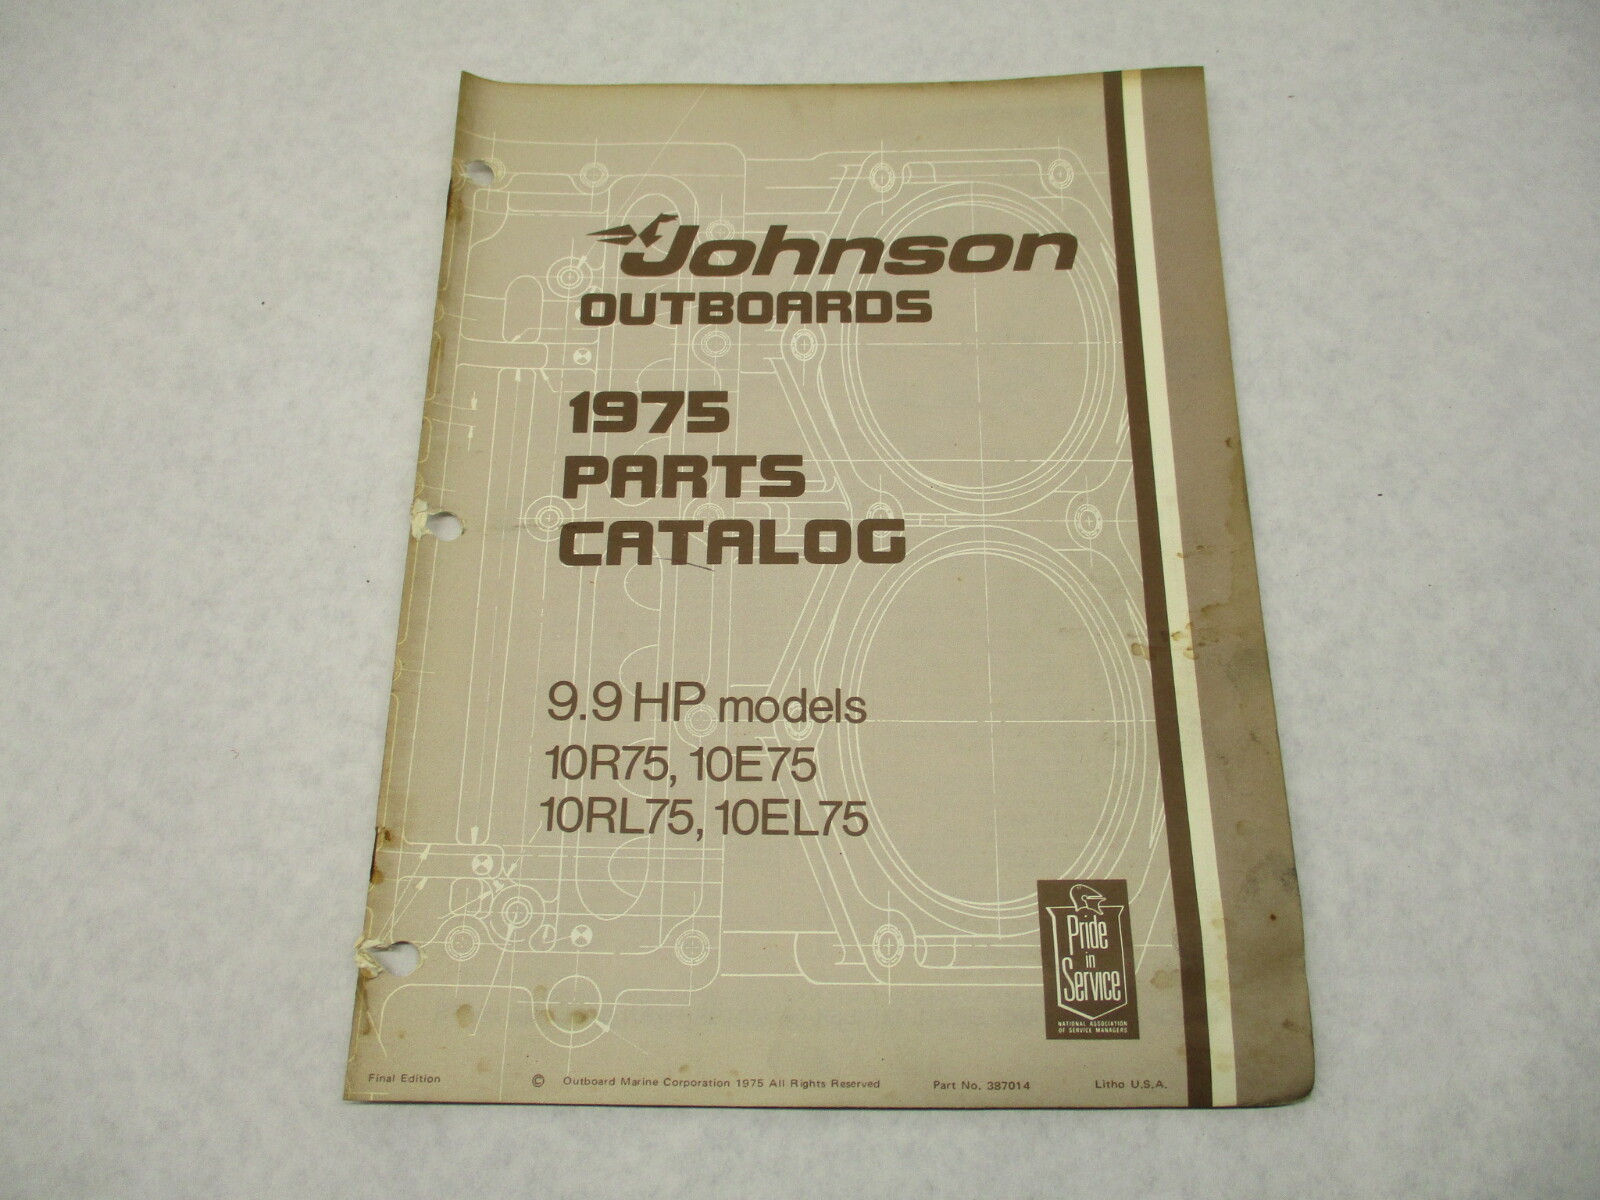 Johnson
OUTBOARDS
1975
PARTS
CATALOG
9.9 HP models
10R75, 10E75
10RL75, 10EL75
Pride
in
Service
NATIONAL ASSOCIATION
OF SERVICE MANAGERS
Final Edition © Outboard Marine Corporation 1975 All Rights Reserved Part No. 387014 Litho U.S.A.